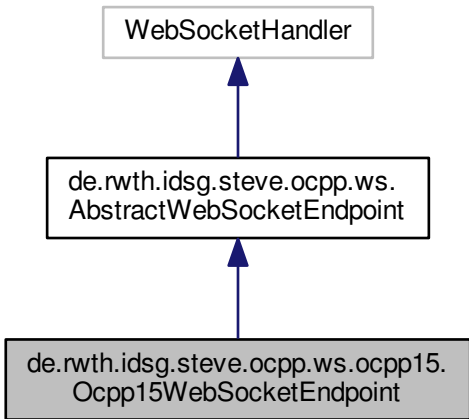 WebSocketHandler
de.rwth.idsg.steve.ocpp.ws.
AbstractWebSocketEndpoint
de.rwth.idsg.steve.ocpp.ws.ocpp15.
Ocpp15WebSocketEndpoint